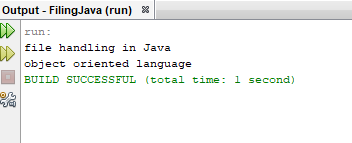 Output - FilingJava (run)
run:
file handling in Java
object oriented language
BUILD SUCCESSFUL (total time: 1 second)